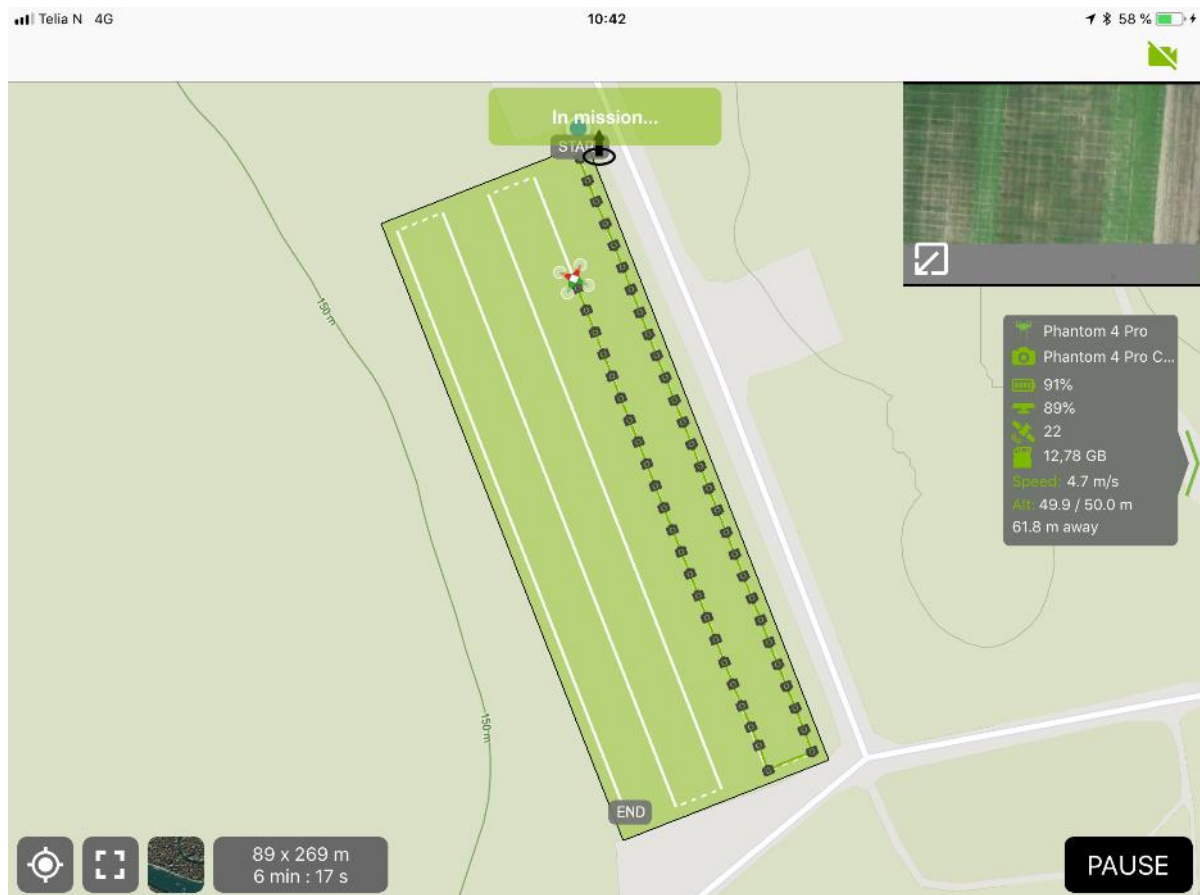 Telia N 4G
10:42
58 %
In mission...
START
150 m
150 m
Phantom 4 Pro
Phantom 4 Pro C...
91%
89%
22
12,78 GB
Speed: 4.7 m/s
Alt: 49.9 / 50.0 m
61.8 m away
END
89 x 269 m
6 min : 17 s
PAUSE